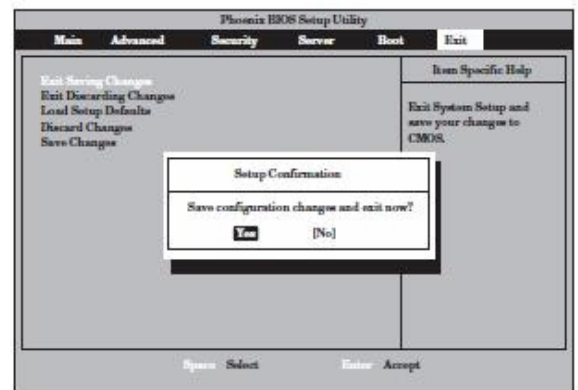 Phoenix BIOS Setup Utility
Main Advanced Security Server Boot Exit
Exit Saving Changes
Exit Discarding Changes
Load Setup Defaults
Discard Changes
Save Changes
Item Specific Help
Exit System Setup and
save your changes to
CMOS.
Setup Confirmation
Save configuration changes and exit now?
Yes [No]
Space Select Enter Accept